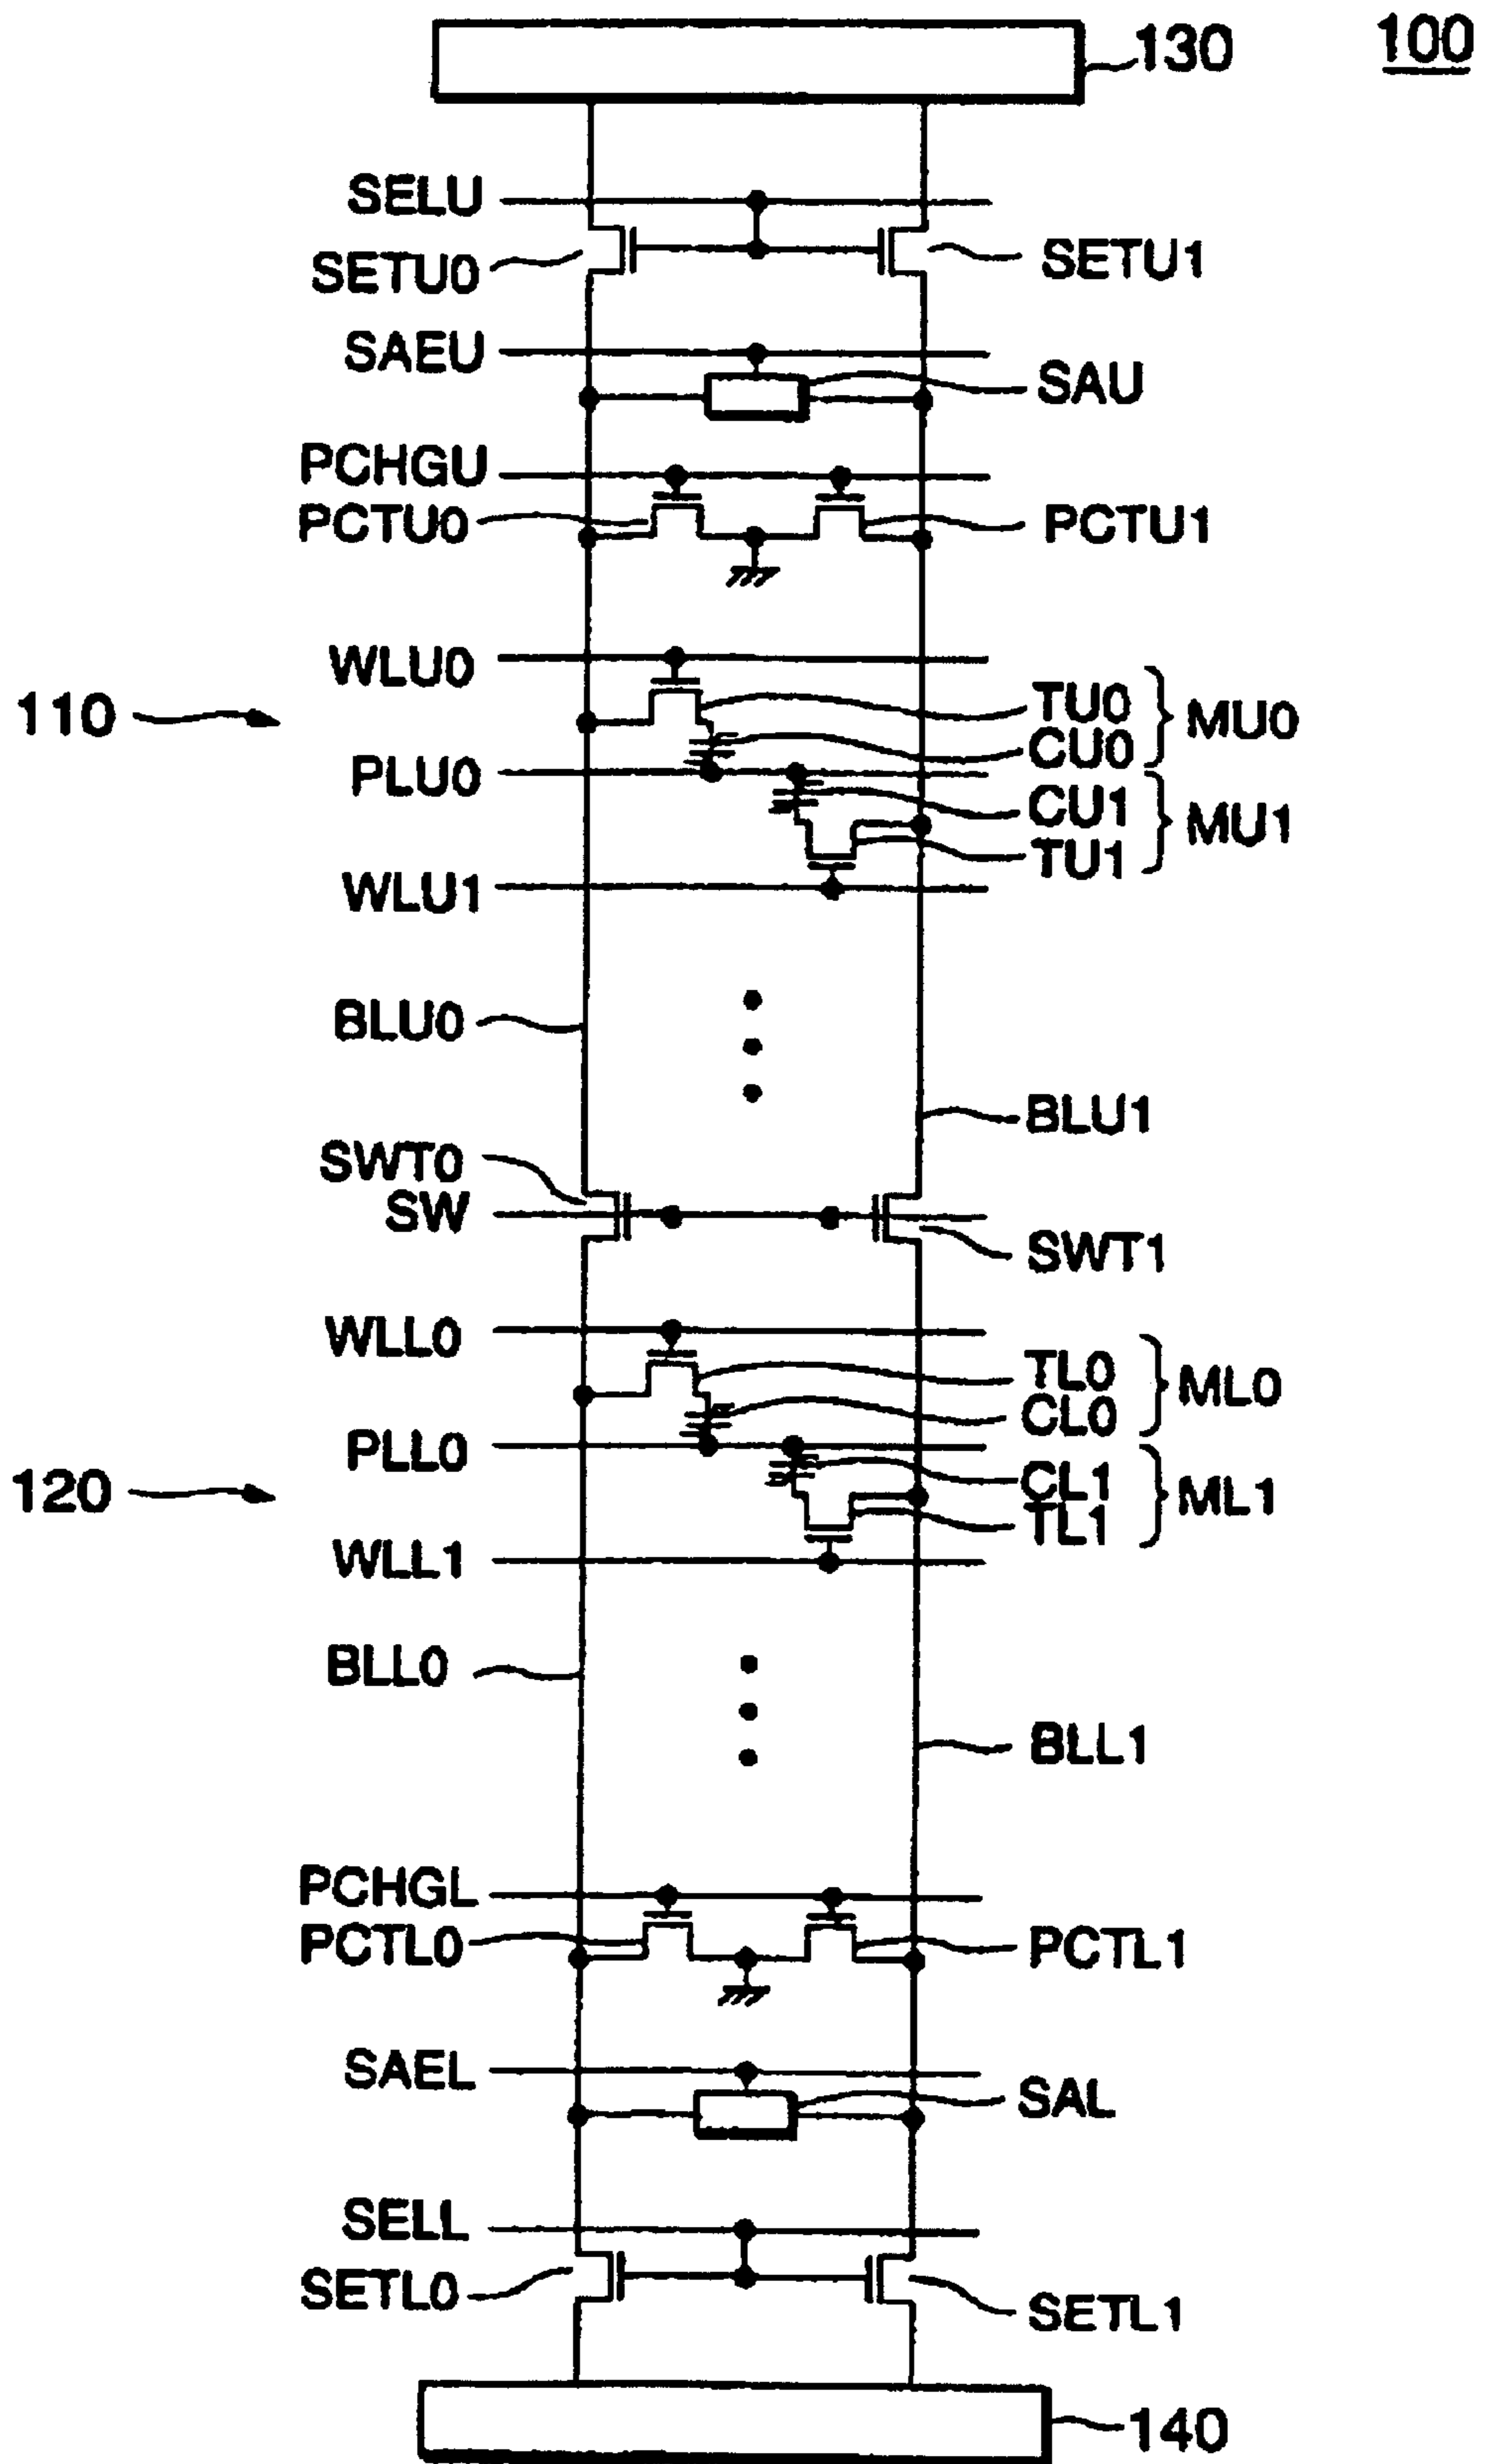 130
100
SELU
SETU0
SETU1
SAEU
SAU
PCHGU
PCTU0
PCTU1
WLU0
TU0
MU0
110
CU0
PLU0
CU1
MU1
TU1
WLU1
BLU0
BLU1
SWT0
SW
SWT1
WLL0
TL0
ML0
CL0
PLL0
CL1
ML1
120
TL1
WLL1
BLL0
BLL1
PCHGL
PCTL0
PCTL1
SAEL
SAL
SELL
SETL0
SETL1
140